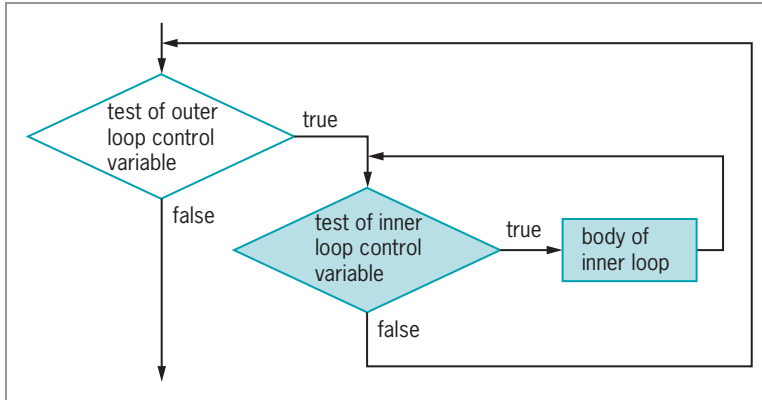 test of outer
loop control
variable
true
false
test of inner
loop control
variable
true
body of
inner loop
false